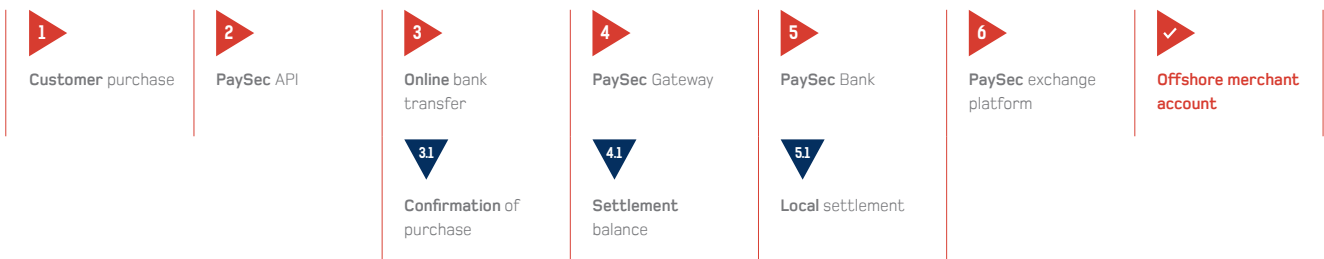 1
Customer purchase
2
PaySec API
3
Online bank
transfer
3.1
Confirmation of
purchase
4
PaySec Gateway
4.1
Settlement
balance
5
PaySec Bank
5.1
Local settlement
6
PaySec exchange
platform
Offshore merchant
account